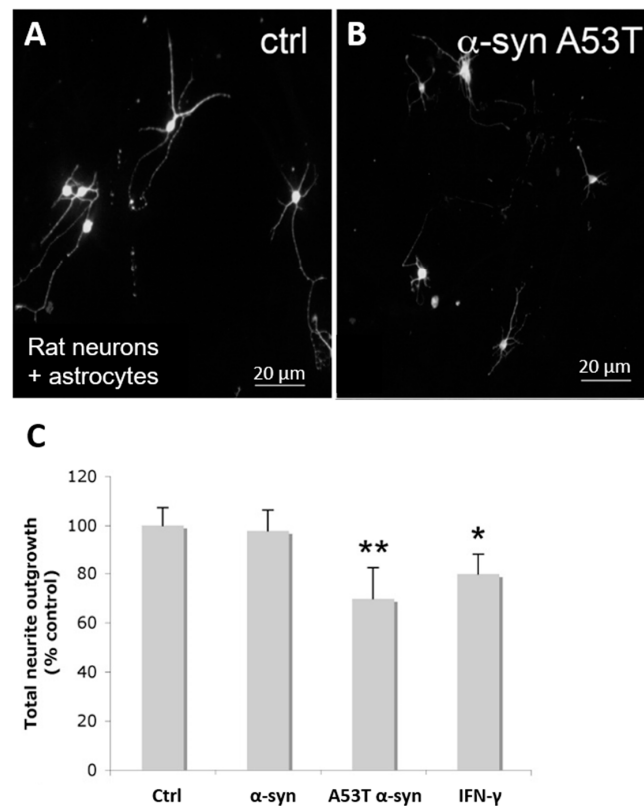 A
ctrl
Rat neurons
+ astrocytes
20 µm
B
α-syn A53T
20 µm
C
Total neurite outgrowth
(% control)
120
100
80
60
40
20
0
**
*
Ctrl
α-syn
A53T α-syn
IFN-γ